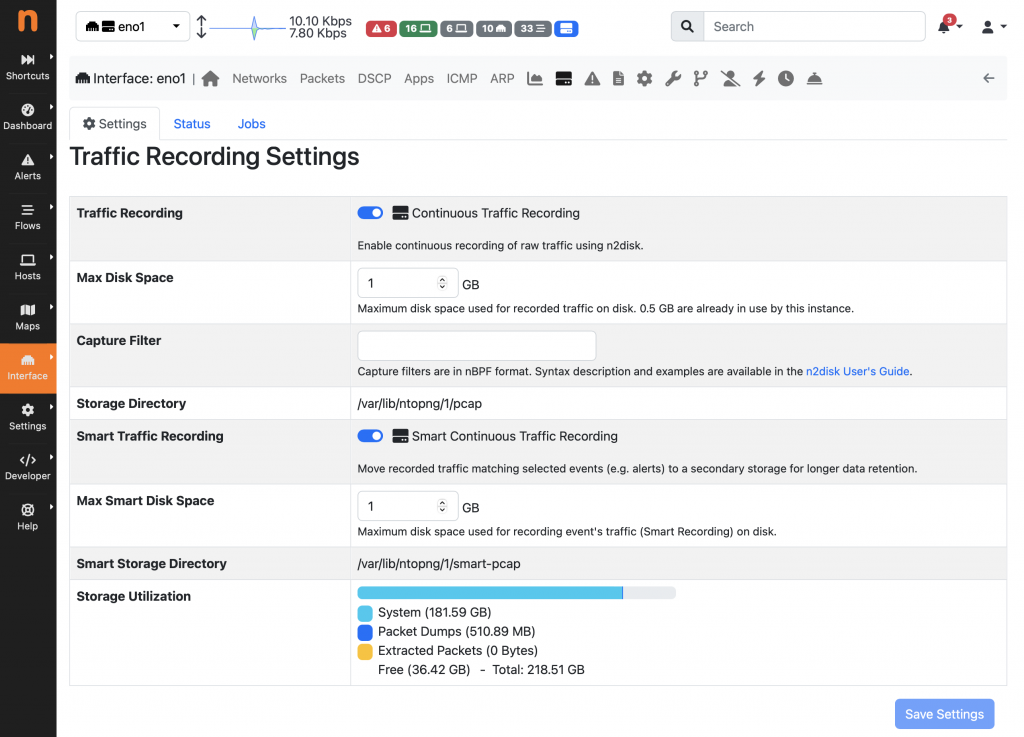 n
eno1
10.10 Kbps
7.80 Kbps
6
16
6
10
33
Search
3
Shortcuts
Dashboard
Alerts
Flows
Hosts
Maps
Interface
Settings
Developer
Help
Interface: eno1 | Networks Packets DSCP Apps ICMP ARP
Settings Status Jobs
Traffic Recording Settings
Traffic Recording
Continuous Traffic Recording
Enable continuous recording of raw traffic using n2disk.
Max Disk Space
1 GB
Maximum disk space used for recorded traffic on disk. 0.5 GB are already in use by this instance.
Capture Filter
Capture filters are in nBPF format. Syntax description and examples are available in the n2disk User's Guide.
Storage Directory
/var/lib/ntopng/1/pcap
Smart Traffic Recording
Smart Continuous Traffic Recording
Move recorded traffic matching selected events (e.g. alerts) to a secondary storage for longer data retention.
Max Smart Disk Space
1 GB
Maximum disk space used for recording event's traffic (Smart Recording) on disk.
Smart Storage Directory
/var/lib/ntopng/1/smart-pcap
Storage Utilization
System (181.59 GB)
Packet Dumps (510.89 MB)
Extracted Packets (0 Bytes)
Free (36.42 GB) - Total: 218.51 GB
Save Settings